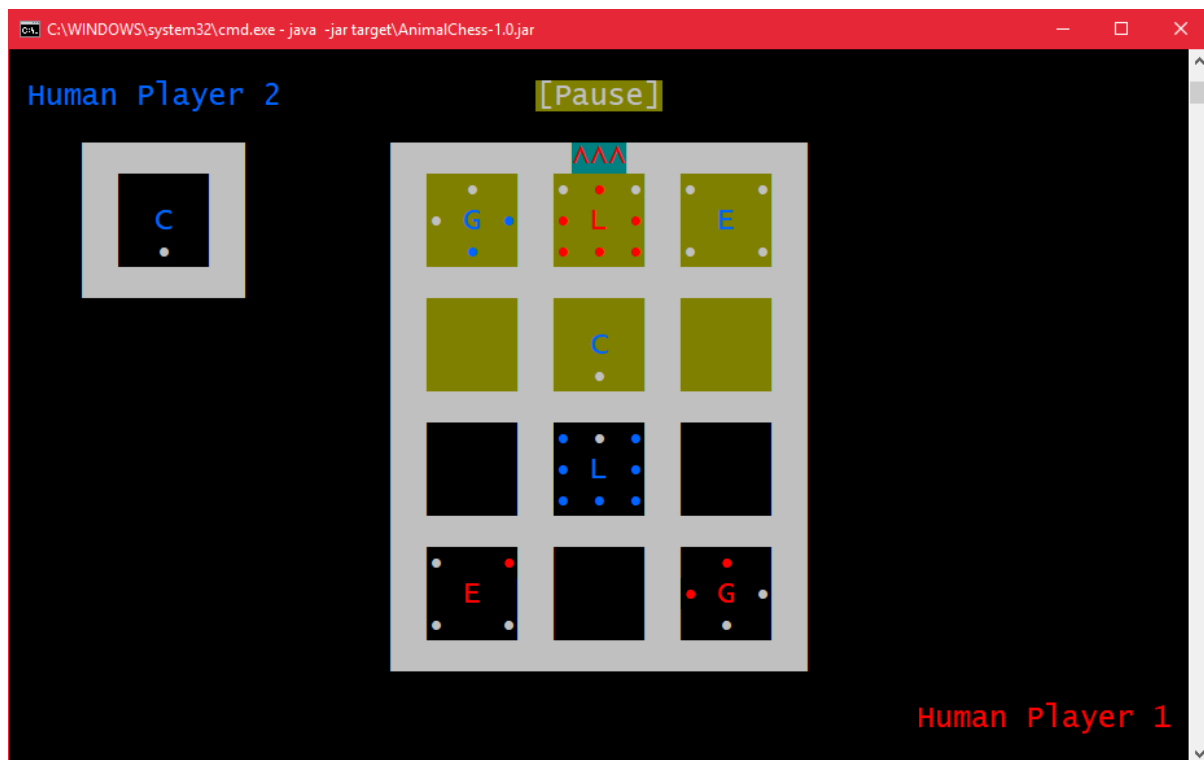 C:\WINDOWS\system32\cmd.exe - java -jar target\AnimalChess-1.0.jar
Human Player 2 [Pause]
^^^
C G L E
C
L
E G
Human Player 1